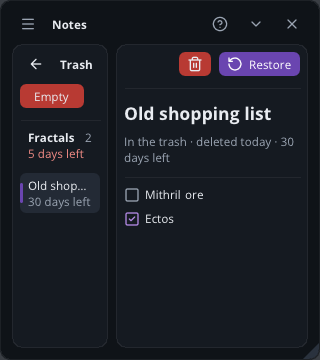 Notes
Trash
Empty
Fractals 2
5 days left
Old shop...
30 days left
Restore
Old shopping list
In the trash · deleted today · 30
days left
Mithril ore
Ectos